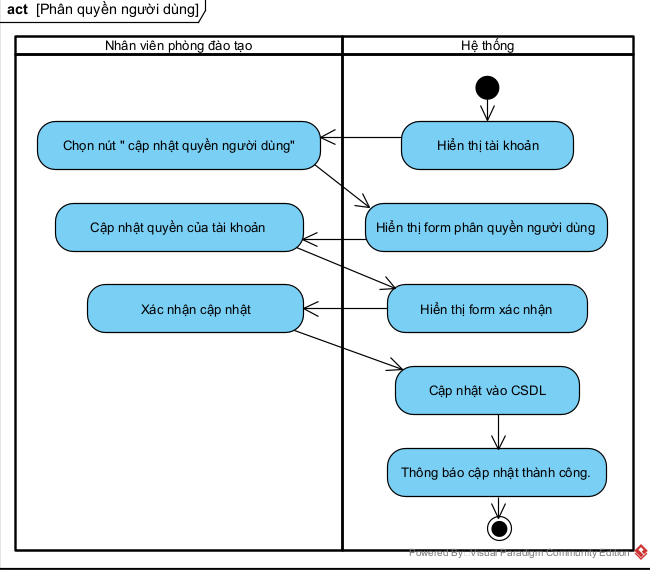 act [Phân quyền người dùng]
Nhân viên phòng đào tạo
Hệ thống
Hiển thị tài khoản
Chọn nút " cập nhật quyền người dùng"
Hiển thị form phân quyền người dùng
Cập nhật quyền của tài khoản
Hiển thị form xác nhận
Xác nhận cập nhật
Cập nhật vào CSDL
Thông báo cập nhật thành công.
Powered By: Visual Paradigm Community Edition